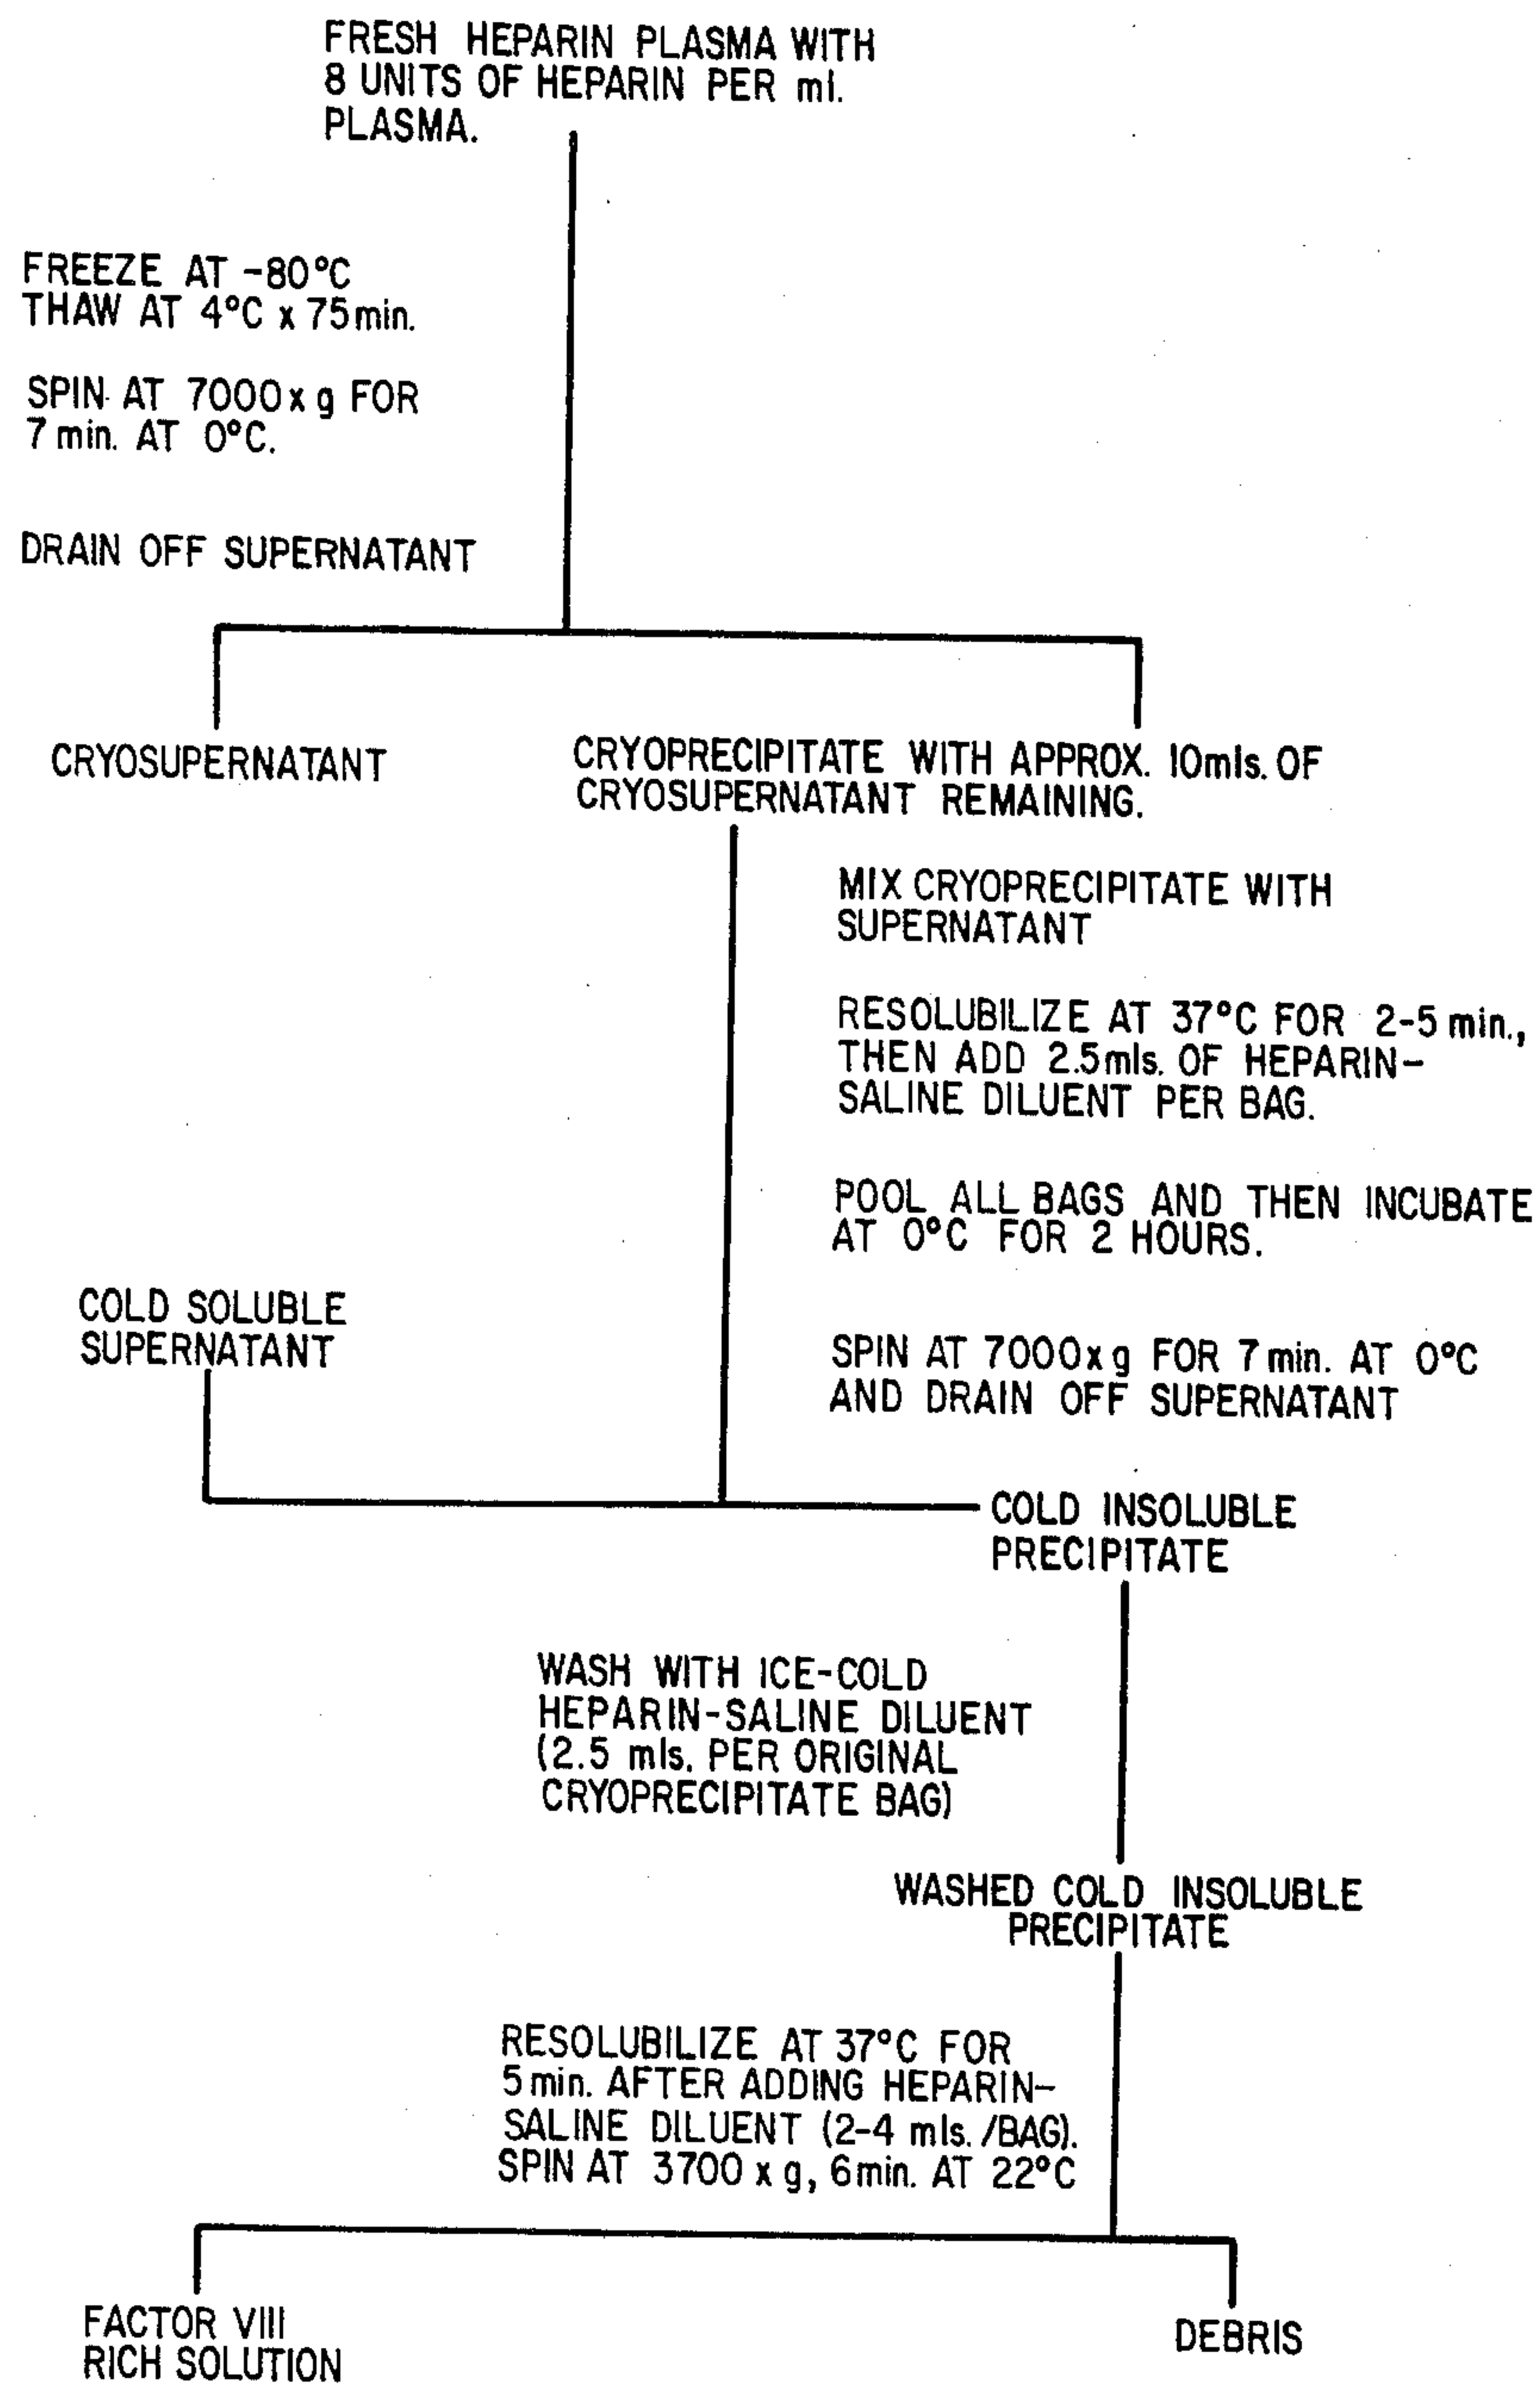 FRESH HEPARIN PLASMA WITH
8 UNITS OF HEPARIN PER ml.
PLASMA.
FREEZE AT -80°C
THAW AT 4°C x 75min.
SPIN AT 7000xg FOR
7 min. AT 0°C.
DRAIN OFF SUPERNATANT
CRYOSUPERNATANT
CRYOPRECIPITATE WITH APPROX. 10mls. OF
CRYOSUPERNATANT REMAINING.
MIX CRYOPRECIPITATE WITH
SUPERNATANT
RESOLUBILIZE AT 37°C FOR 2-5 min.,
THEN ADD 2.5mls. OF HEPARIN-
SALINE DILUENT PER BAG.
POOL ALL BAGS AND THEN INCUBATE
AT 0°C FOR 2 HOURS.
COLD SOLUBLE
SUPERNATANT
SPIN AT 7000xg FOR 7 min. AT 0°C
AND DRAIN OFF SUPERNATANT
COLD INSOLUBLE
PRECIPITATE
WASH WITH ICE-COLD
HEPARIN-SALINE DILUENT
(2.5 mls. PER ORIGINAL
CRYOPRECIPITATE BAG)
WASHED COLD INSOLUBLE
PRECIPITATE
RESOLUBILIZE AT 37°C FOR
5 min. AFTER ADDING HEPARIN-
SALINE DILUENT (2-4 mls./BAG).
SPIN AT 3700 x g, 6min. AT 22°C
FACTOR VIII
RICH SOLUTION
DEBRIS